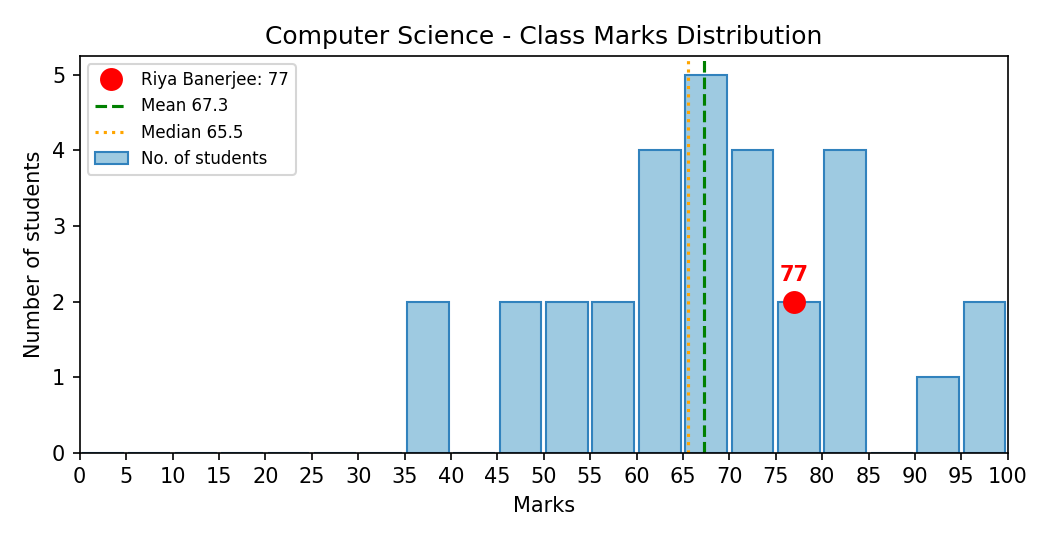 Computer Science - Class Marks Distribution
Riya Banerjee: 77
Mean 67.3
Median 65.5
No. of students
Number of students
5
4
3
2
1
0
77
0 5 10 15 20 25 30 35 40 45 50 55 60 65 70 75 80 85 90 95 100
Marks